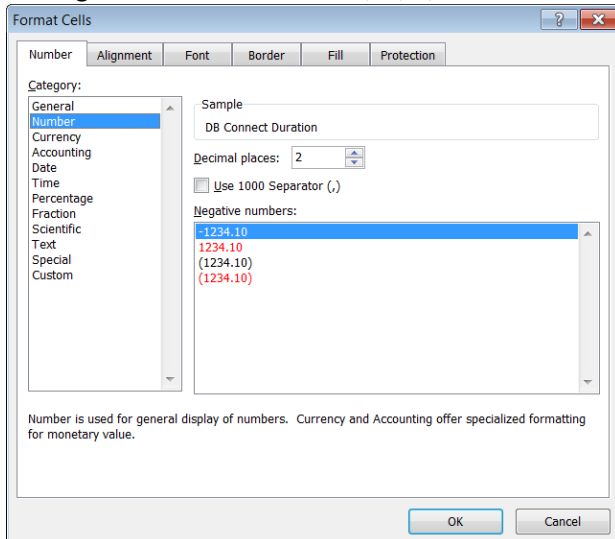 Format Cells
Number Alignment Font Border Fill Protection
Category:
General
Number
Currency
Accounting
Date
Time
Percentage
Fraction
Scientific
Text
Special
Custom
Sample
DB Connect Duration
Decimal places: 2
Use 1000 Separator (,)
Negative numbers:
-1234.10
1234.10
(1234.10)
(1234.10)
Number is used for general display of numbers. Currency and Accounting offer specialized formatting
for monetary value.
OK Cancel